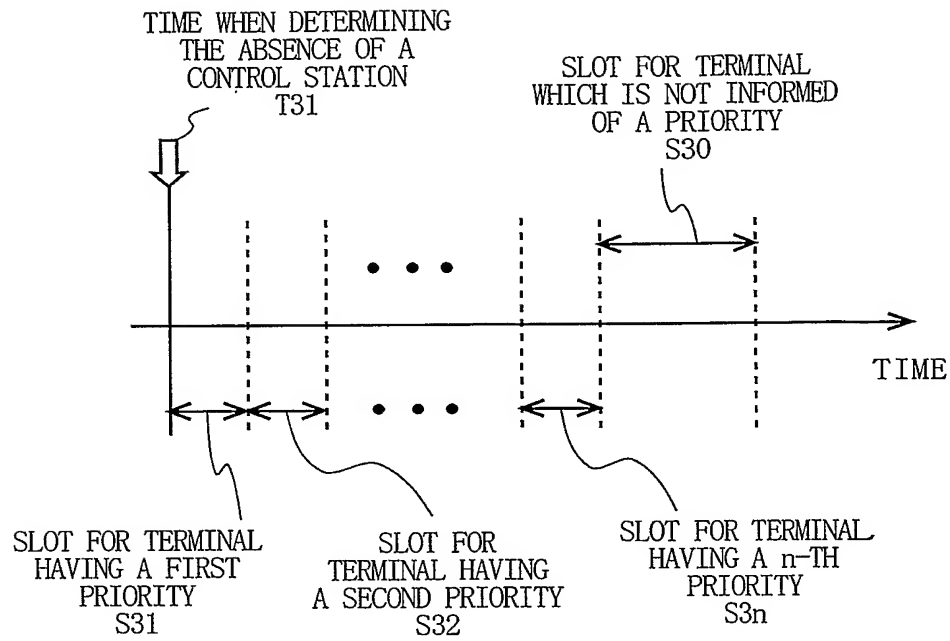 TIME WHEN DETERMINING
THE ABSENCE OF A
CONTROL STATION
T31
SLOT FOR TERMINAL
WHICH IS NOT INFORMED
OF A PRIORITY
S30
TIME
SLOT FOR TERMINAL
HAVING A FIRST
PRIORITY
S31
SLOT FOR
TERMINAL HAVING
A SECOND PRIORITY
S32
SLOT FOR TERMINAL
HAVING A n-TH
PRIORITY
S3n